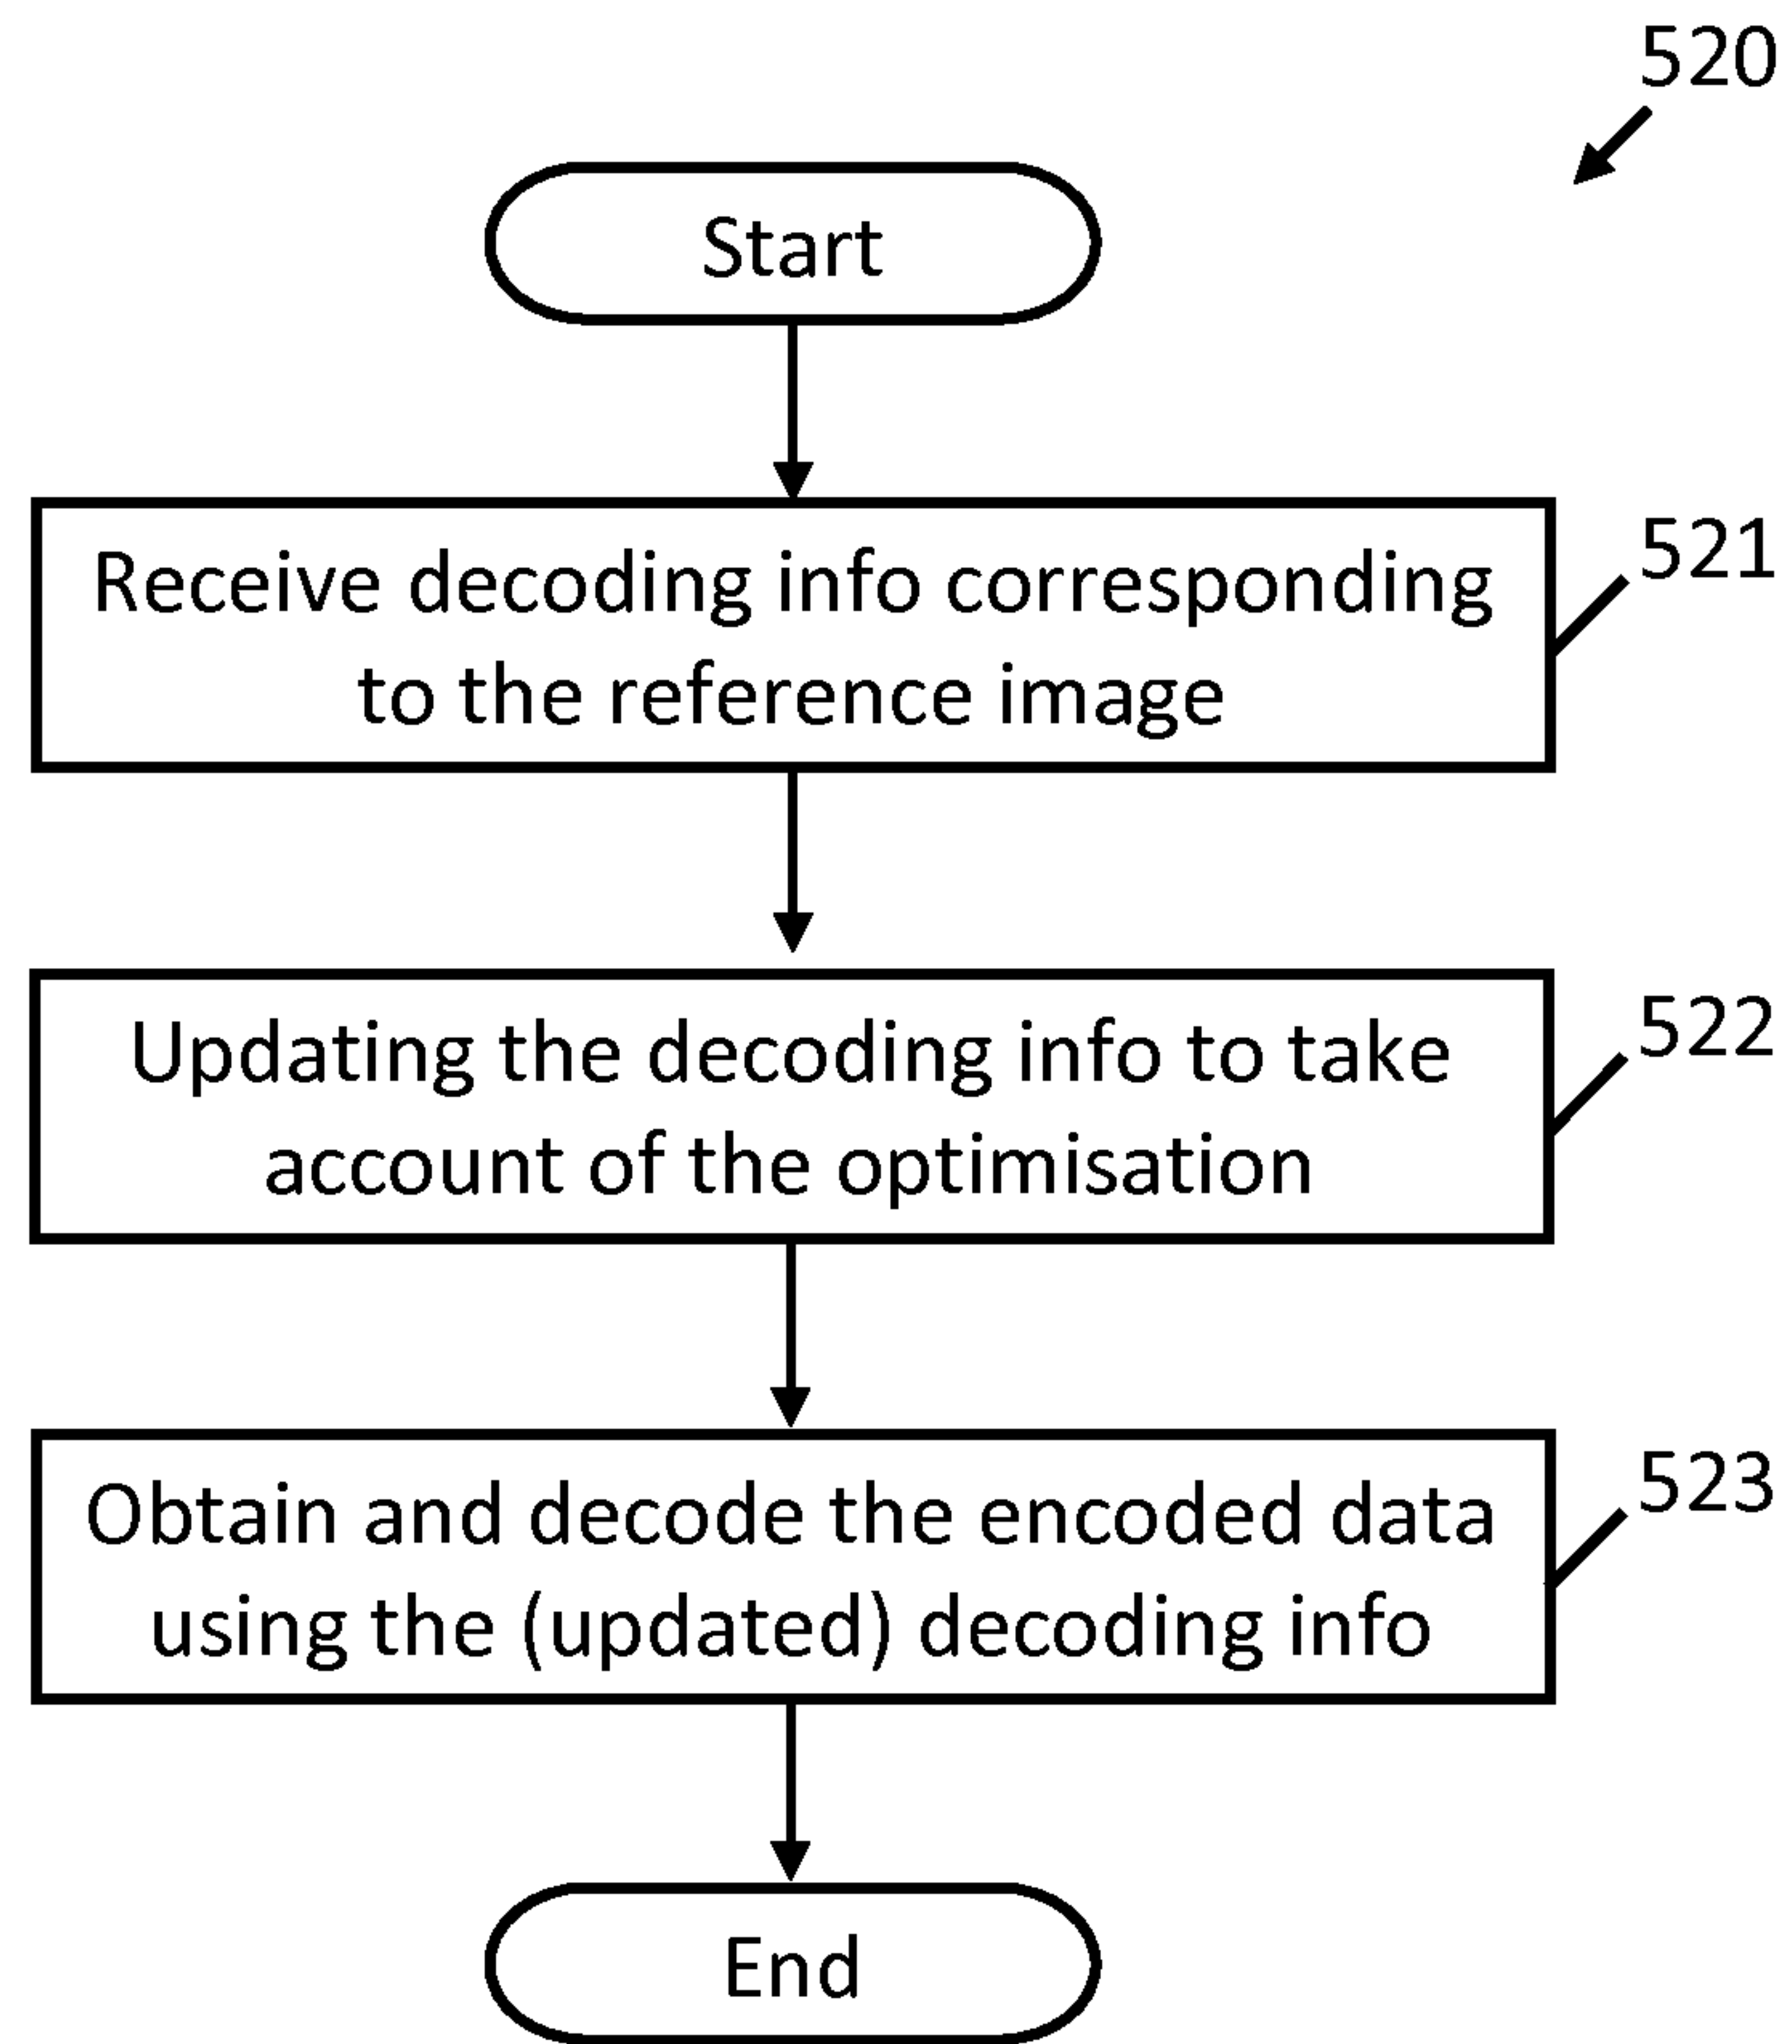 520
Start
Receive decoding info corresponding
to the reference image
521
Updating the decoding info to take
account of the optimisation
522
Obtain and decode the encoded data
using the (updated) decoding info
523
End